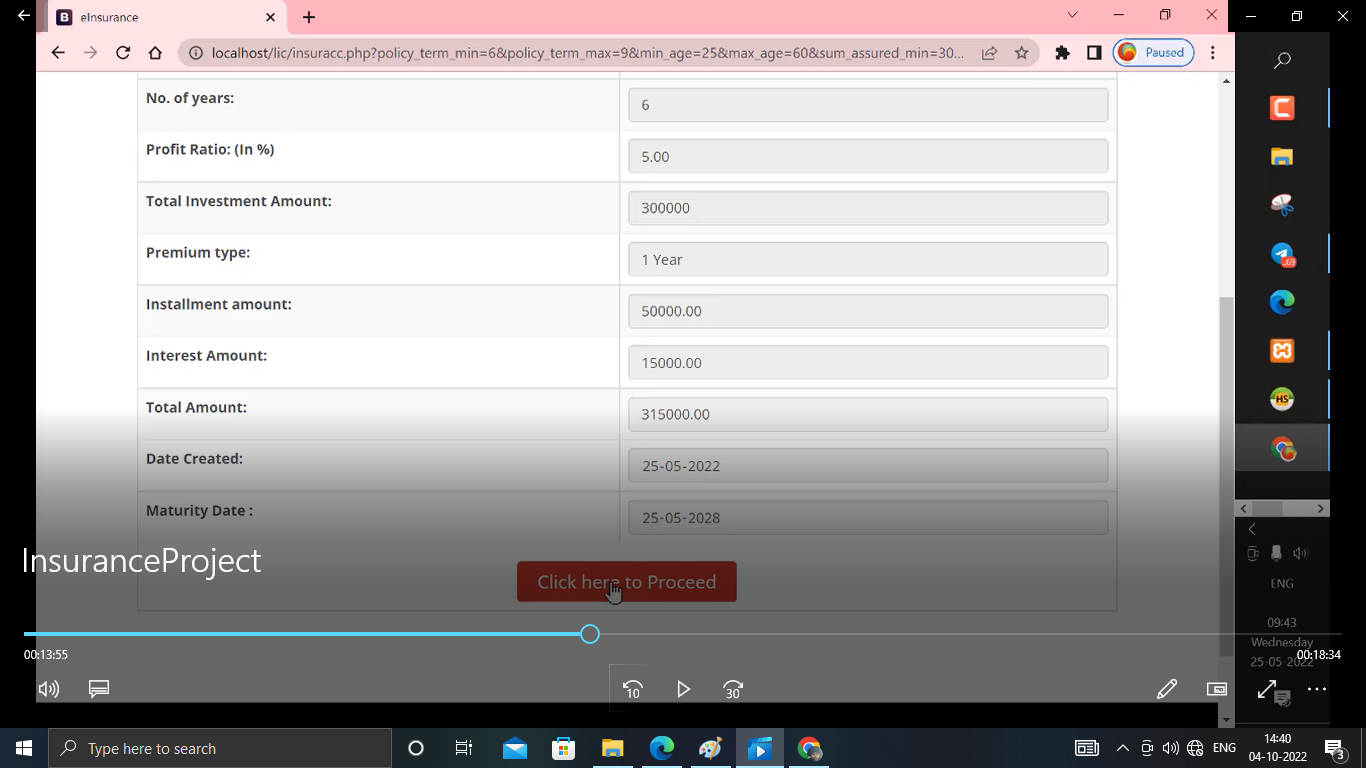 eInsurance
localhost/lic/insuracc.php?policy_term_min=6&policy_term_max=9&min_age=25&max_age=60&sum_assured_min=30...
Paused
No. of years:
6
Profit Ratio: (In %)
5.00
Total Investment Amount:
300000
Premium type:
1 Year
Installment amount:
50000.00
Interest Amount:
15000.00
Total Amount:
315000.00
Date Created:
25-05-2022
Maturity Date :
25-05-2028
Click here to Proceed
InsuranceProject
.69
HS
ENG
09:43
Wednesday
25-05-2022
00:13:55
00:18:34
10
30
Type here to search
ENG
14:40
04-10-2022
3